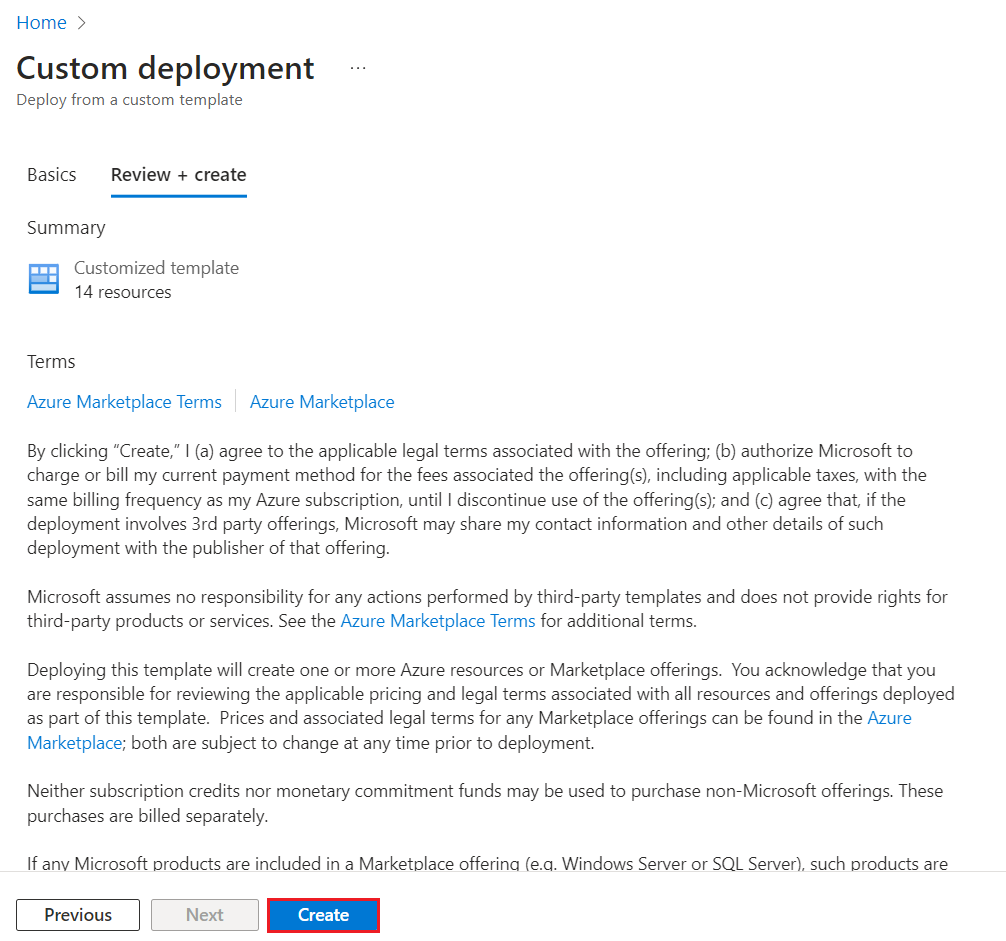 Home
Custom deployment ...
Deploy from a custom template
Basics Review + create
Summary
Customized template
14 resources
Terms
Azure Marketplace Terms Azure Marketplace
By clicking “Create,” I (a) agree to the applicable legal terms associated with the offering; (b) authorize Microsoft to
charge or bill my current payment method for the fees associated the offering(s), including applicable taxes, with the
same billing frequency as my Azure subscription, until I discontinue use of the offering(s); and (c) agree that, if the
deployment involves 3rd party offerings, Microsoft may share my contact information and other details of such
deployment with the publisher of that offering.
Microsoft assumes no responsibility for any actions performed by third-party templates and does not provide rights for
third-party products or services. See the Azure Marketplace Terms for additional terms.
Deploying this template will create one or more Azure resources or Marketplace offerings.  You acknowledge that you
are responsible for reviewing the applicable pricing and legal terms associated with all resources and offerings deployed
as part of this template.  Prices and associated legal terms for any Marketplace offerings can be found in the Azure
Marketplace; both are subject to change at any time prior to deployment.
Neither subscription credits nor monetary commitment funds may be used to purchase non-Microsoft offerings. These
purchases are billed separately.
If any Microsoft products are included in a Marketplace offering (e.g. Windows Server or SQL Server), such products are
Previous Next Create